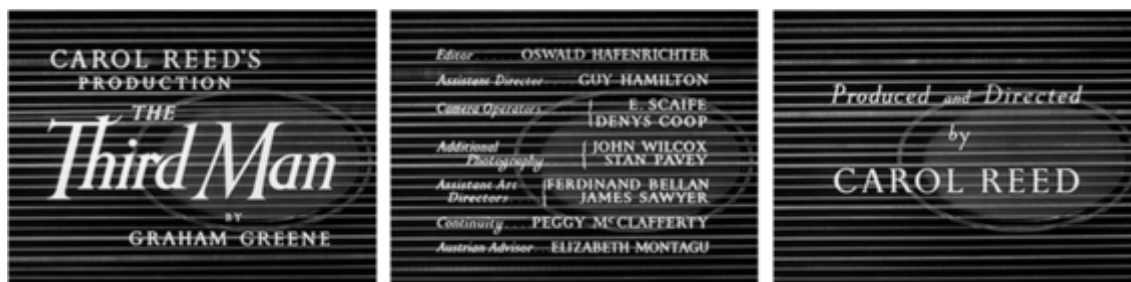 CAROL REED'S
PRODUCTION
THE
Third Man
BY
GRAHAM GREENE
Editor.... OSWALD HAFENRICHTER
Assistant Director.... GUY HAMILTON
Camera Operators.... E. SCAIFE
DENYS COOP
Additional JOHN WILCOX
Photography.... STAN PAVEY
Assistant Art FERDINAND BELLAN
Directors.... JAMES SAWYER
Continuity.... PEGGY McCLAFFERTY
Austrian Advisor... ELIZABETH MONTAGU
Produced and Directed
by
CAROL REED